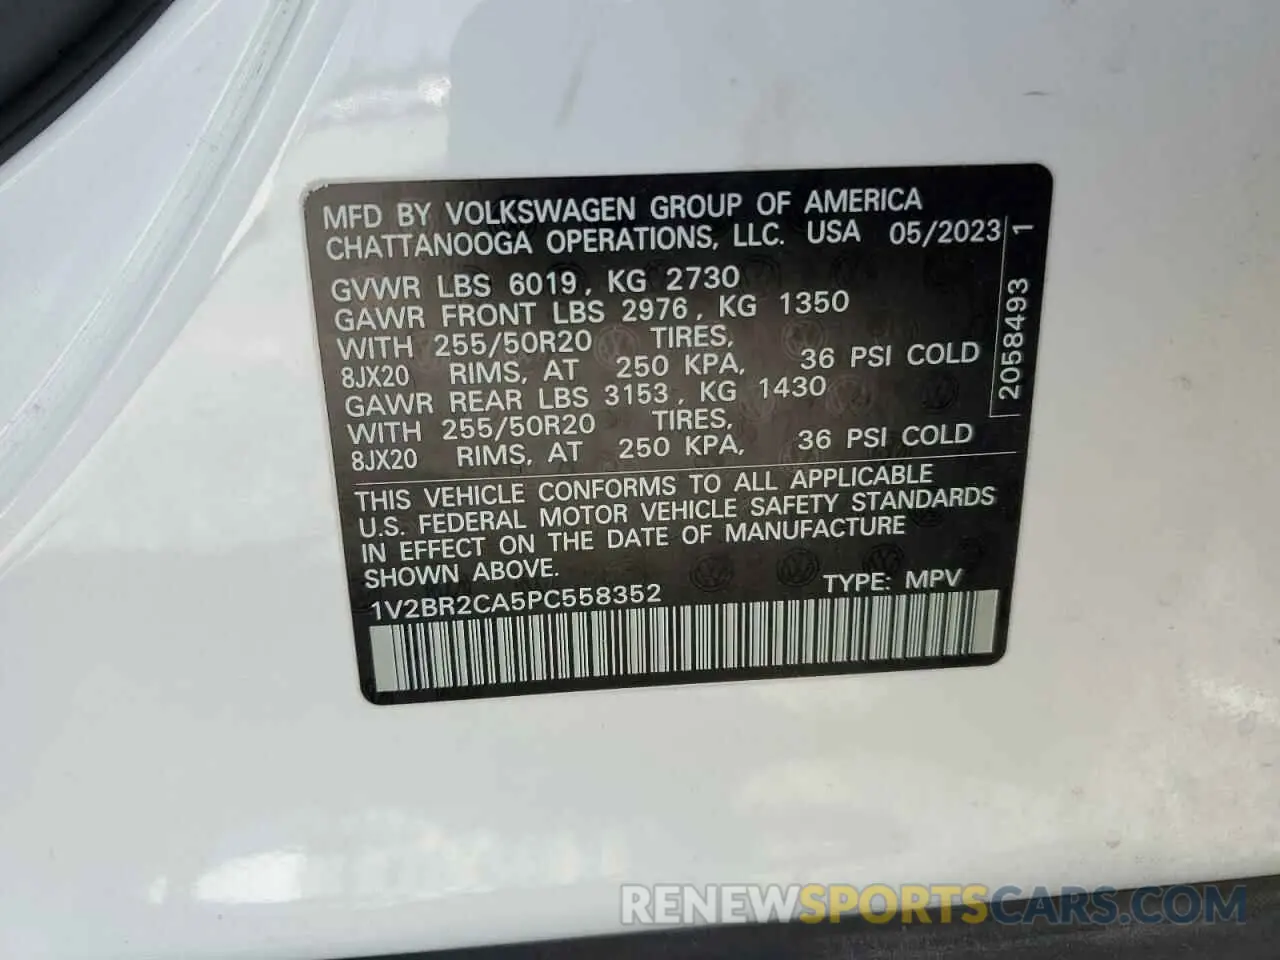 MFD BY VOLKSWAGEN GROUP OF AMERICA
CHATTANOOGA OPERATIONS, LLC. USA 05/2023
GVWR LBS 6019, KG 2730
GAWR FRONT LBS 2976, KG 1350
WITH 255/50R20 TIRES,
8JX20 RIMS, AT 250 KPA, 36 PSI COLD
GAWR REAR LBS 3153, KG 1430
WITH 255/50R20 TIRES,
8JX20 RIMS, AT 250 KPA, 36 PSI COLD
2058493 1
THIS VEHICLE CONFORMS TO ALL APPLICABLE
U.S. FEDERAL MOTOR VEHICLE SAFETY STANDARDS
IN EFFECT ON THE DATE OF MANUFACTURE
SHOWN ABOVE.
1V2BR2CA5PC558352 TYPE: MPV
RENEWSPORTSCARS.COM